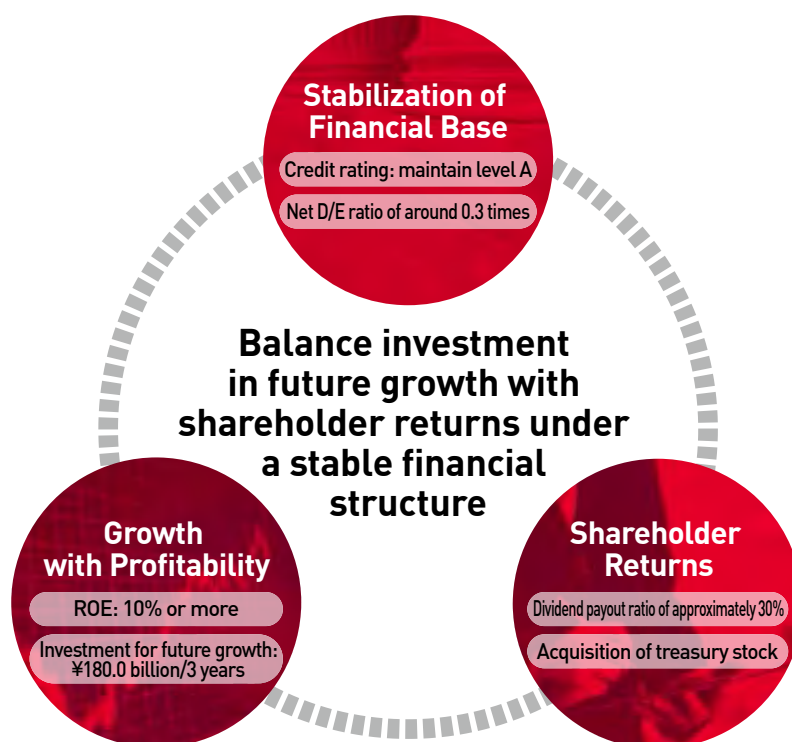 Stabilization of
Financial Base
Credit rating: maintain level A
Net D/E ratio of around 0.3 times
Balance investment
in future growth with
shareholder returns under
a stable financial
structure
Growth
with Profitability
ROE: 10% or more
Investment for future growth:
¥180.0 billion/3 years
Shareholder
Returns
Dividend payout ratio of approximately 30%
Acquisition of treasury stock